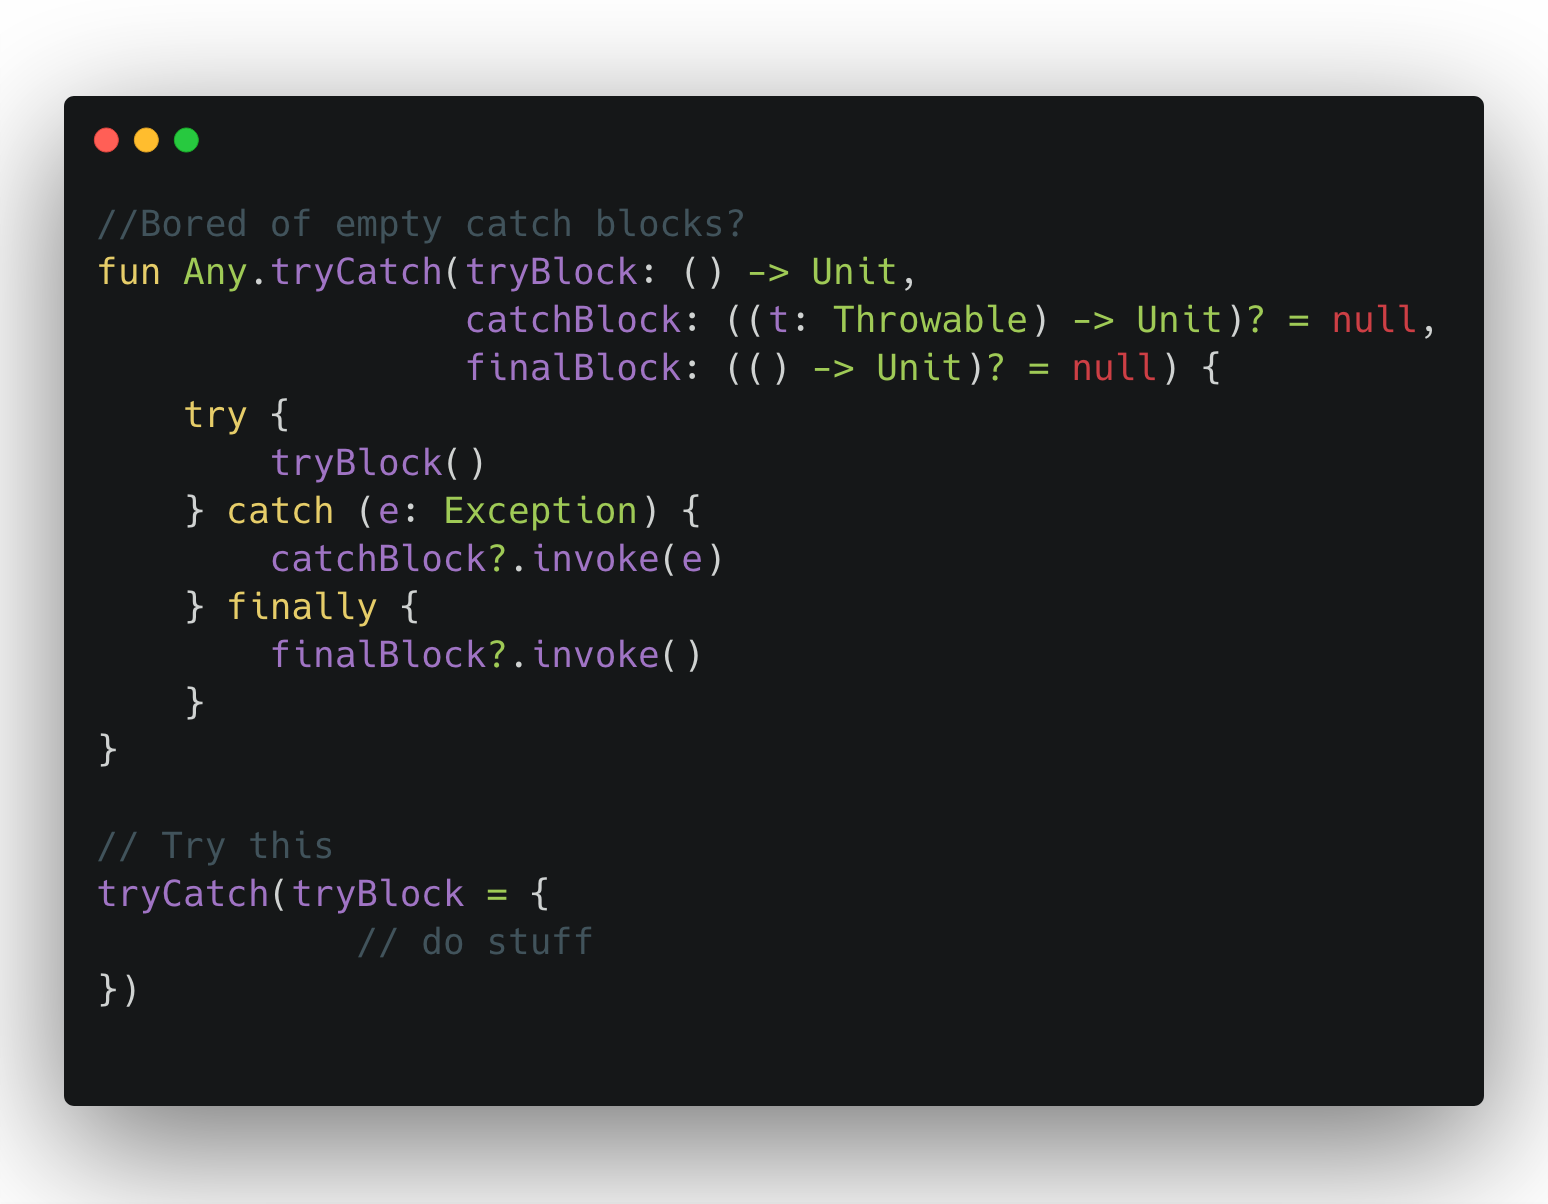 //Bored of empty catch blocks?
fun Any.tryCatch(tryBlock: () -> Unit,
                 catchBlock: ((t: Throwable) -> Unit)? = null,
                 finalBlock: (() -> Unit)? = null) {
    try {
        tryBlock()
    } catch (e: Exception) {
        catchBlock?.invoke(e)
    } finally {
        finalBlock?.invoke()
    }
}

// Try this
tryCatch(tryBlock = {
            // do stuff
})